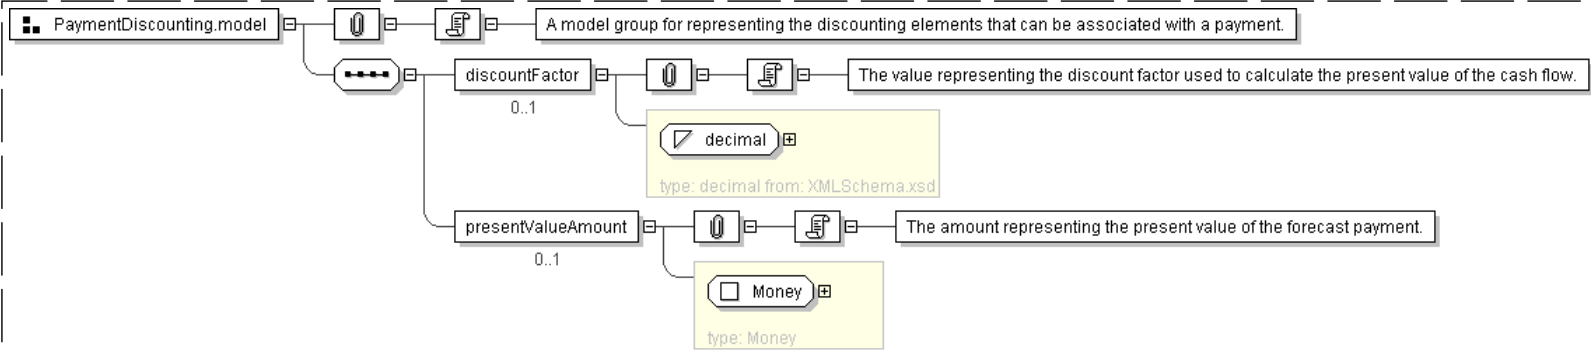 PaymentDiscounting.model
A model group for representing the discounting elements that can be associated with a payment.
discountFactor
The value representing the discount factor used to calculate the present value of the cash flow.
0..1
decimal
type: decimal from: XMLSchema.xsd
presentValueAmount
The amount representing the present value of the forecast payment.
0..1
Money
type: Money